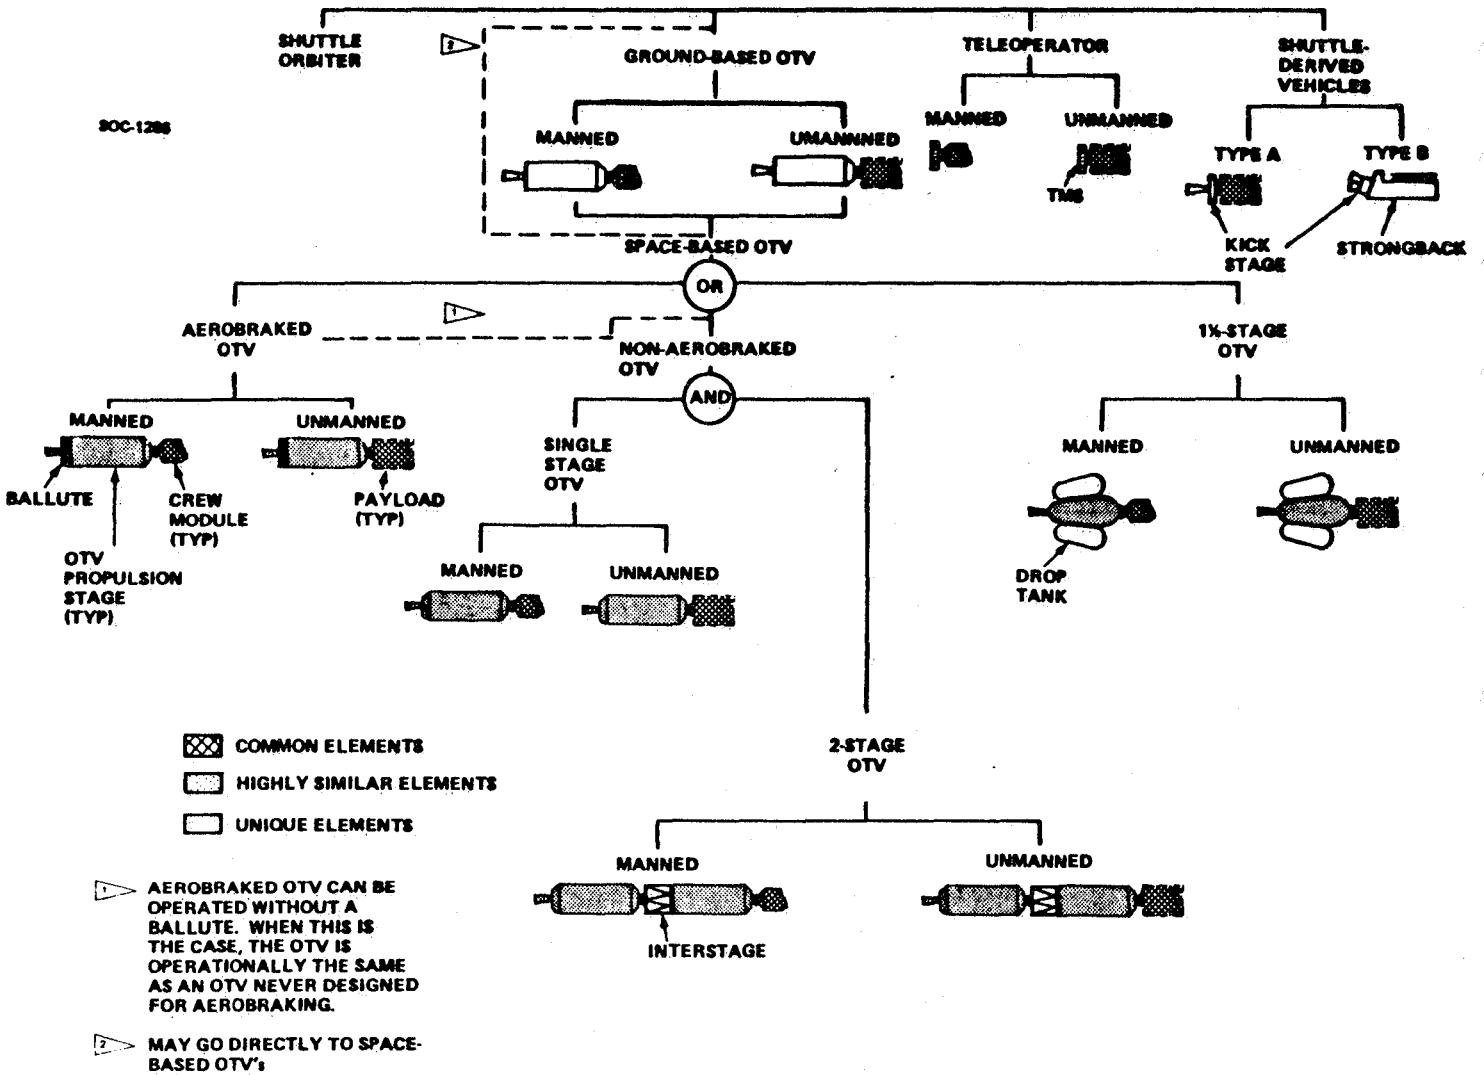 SHUTTLE
ORBITER
2
GROUND-BASED OTV
TELEOPERATOR
SHUTTLE-
DERIVED
VEHICLES
SOC-1286
MANNED
UMANNNED
MANNED
UNMANNED
TYPE A
TYPE B
TMS
KICK
STAGE
STRONGBACK
SPACE-BASED OTV
OR
1
AEROBRAKED
OTV
NON-AEROBRAKED
OTV
1½-STAGE
OTV
AND
MANNED
UNMANNED
BALLUTE
CREW
MODULE
(TYP)
PAYLOAD
(TYP)
OTV
PROPULSION
STAGE
(TYP)
SINGLE
STAGE
OTV
MANNED
UNMANNED
MANNED
UNMANNED
DROP
TANK
COMMON ELEMENTS
HIGHLY SIMILAR ELEMENTS
UNIQUE ELEMENTS
2-STAGE
OTV
MANNED
UNMANNED
INTERSTAGE
1 AEROBRAKED OTV CAN BE
OPERATED WITHOUT A
BALLUTE. WHEN THIS IS
THE CASE, THE OTV IS
OPERATIONALLY THE SAME
AS AN OTV NEVER DESIGNED
FOR AEROBRAKING.
2 MAY GO DIRECTLY TO SPACE-
BASED OTV's